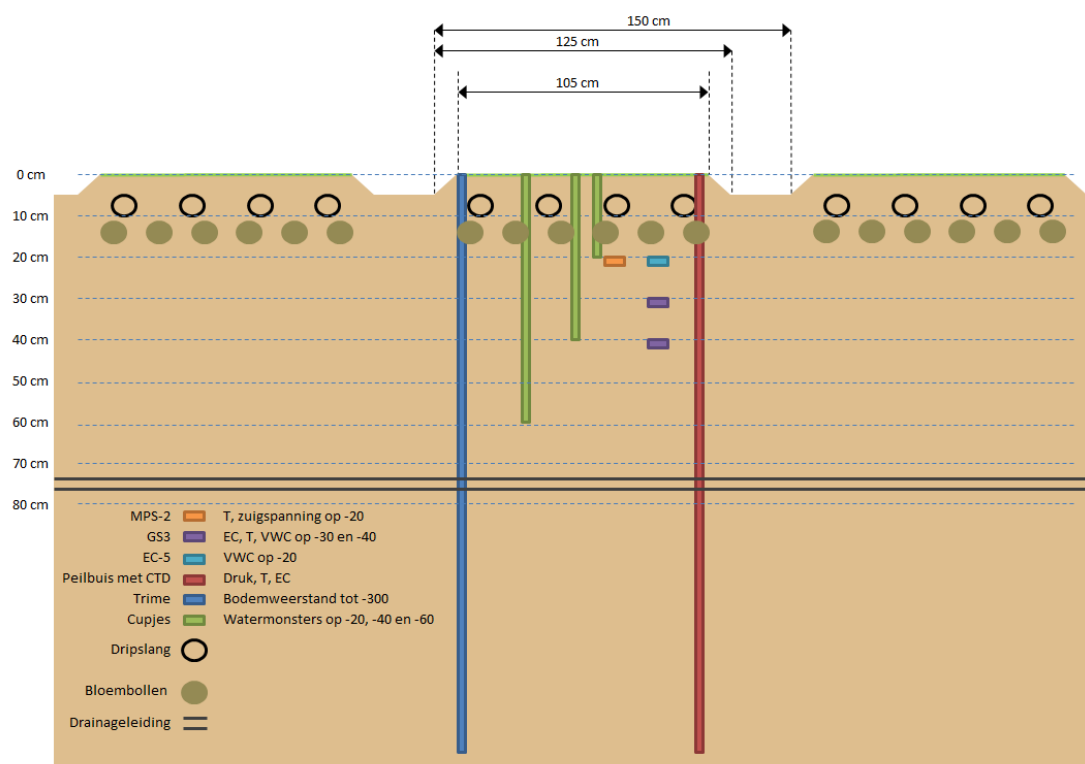 150 cm
125 cm
105 cm
0 cm
10 cm
20 cm
30 cm
40 cm
50 cm
60 cm
70 cm
80 cm
MPS-2 T, zuigspanning op -20
GS3 EC, T, VWC op -30 en -40
EC-5 VWC op -20
Peilbuis met CTD Druk, T, EC
Trime Bodemweerstand tot -300
Cupjes Watermonsters op -20, -40 en -60
Dripslang
Bloembollen
Drainageleiding